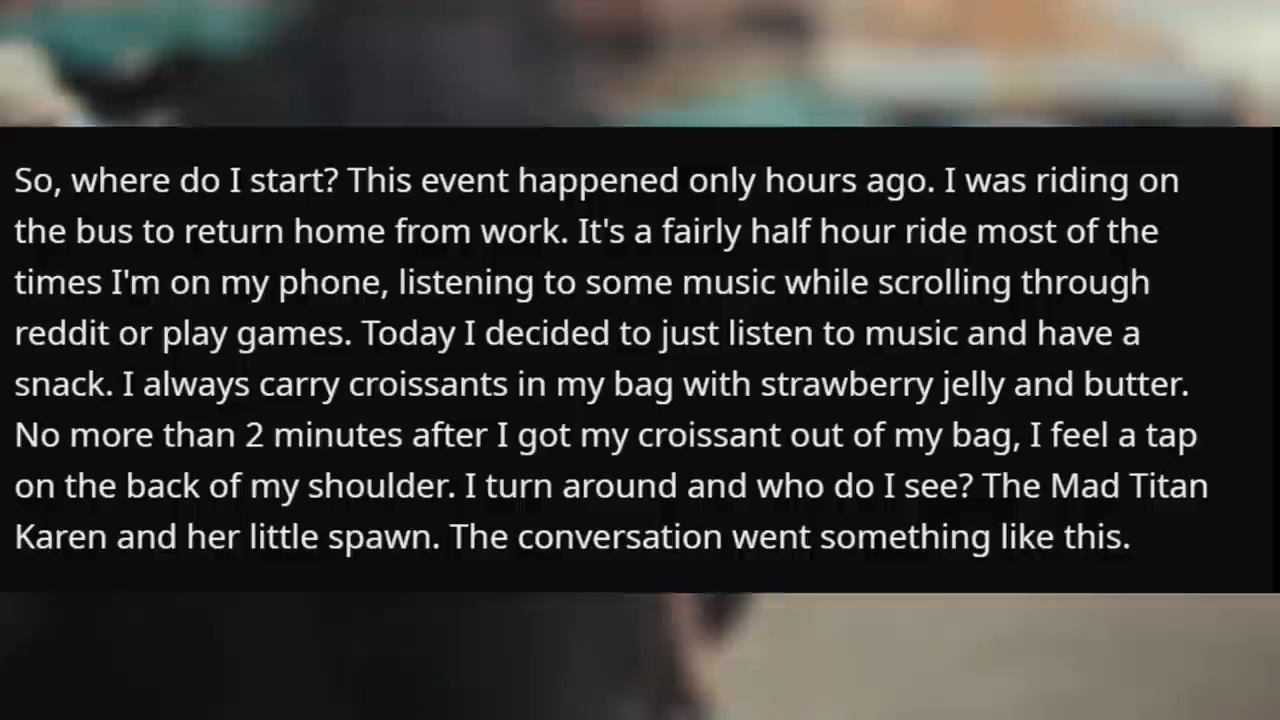 So, where do I start? This event happened only hours ago. I was riding on
the bus to return home from work. It's a fairly half hour ride most of the
times I'm on my phone, listening to some music while scrolling through
reddit or play games. Today I decided to just listen to music and have a
snack. I always carry croissants in my bag with strawberry jelly and butter.
No more than 2 minutes after I got my croissant out of my bag, I feel a tap
on the back of my shoulder. I turn around and who do I see? The Mad Titan
Karen and her little spawn. The conversation went something like this.